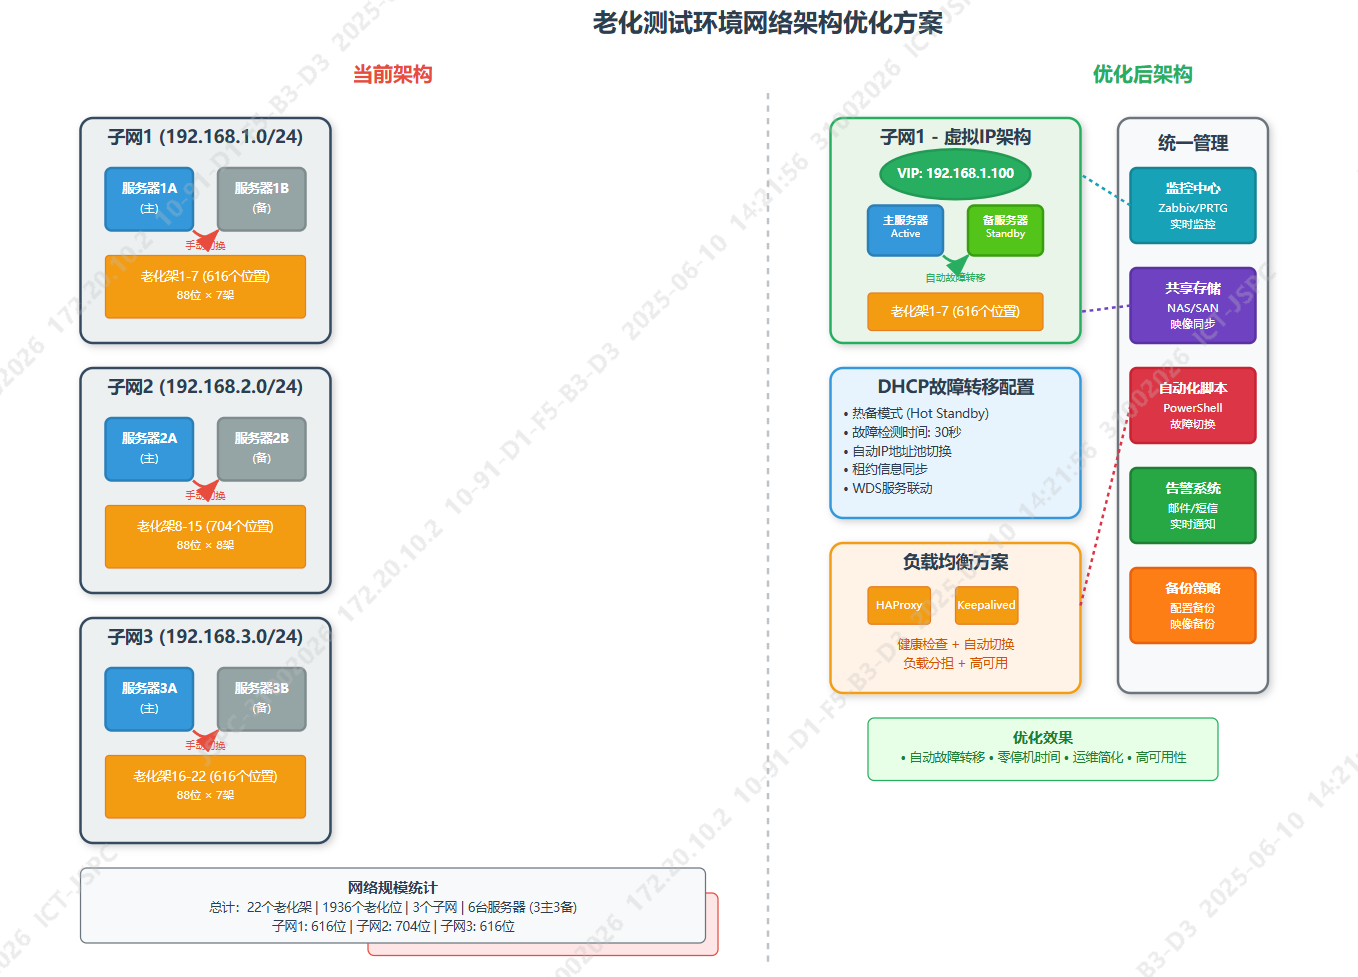 老化测试环境网络架构优化方案
当前架构
子网1 (192.168.1.0/24)
服务器1A
(主)
服务器1B
(备)
手动切换
老化架1-7 (616个位置)
88位 × 7架
子网2 (192.168.2.0/24)
服务器2A
(主)
服务器2B
(备)
手动切换
老化架8-15 (704个位置)
88位 × 8架
子网3 (192.168.3.0/24)
服务器3A
(主)
服务器3B
(备)
手动切换
老化架16-22 (616个位置)
88位 × 7架
网络规模统计
总计：22个老化架 | 1936个老化位 | 3个子网 | 6台服务器 (3主3备)
子网1: 616位 | 子网2: 704位 | 子网3: 616位
优化后架构
子网1 - 虚拟IP架构
VIP: 192.168.1.100
主服务器
Active
备服务器
Standby
自动故障转移
老化架1-7 (616个位置)
DHCP故障转移配置
• 热备模式 (Hot Standby)
• 故障检测时间: 30秒
• 自动IP地址池切换
• 租约信息同步
• WDS服务联动
负载均衡方案
HAProxy
Keepalived
健康检查 + 自动切换
负载分担 + 高可用
统一管理
监控中心
Zabbix/PRTG
实时监控
共享存储
NAS/SAN
映像同步
自动化脚本
PowerShell
故障切换
告警系统
邮件/短信
实时通知
备份策略
配置备份
映像备份
优化效果
• 自动故障转移 • 零停机时间 • 运维简化 • 高可用性
172.20.10.2 10-91-D1-F5-B3-D3 2025-06-10 14:21:56 31002026 ICT-JSPC